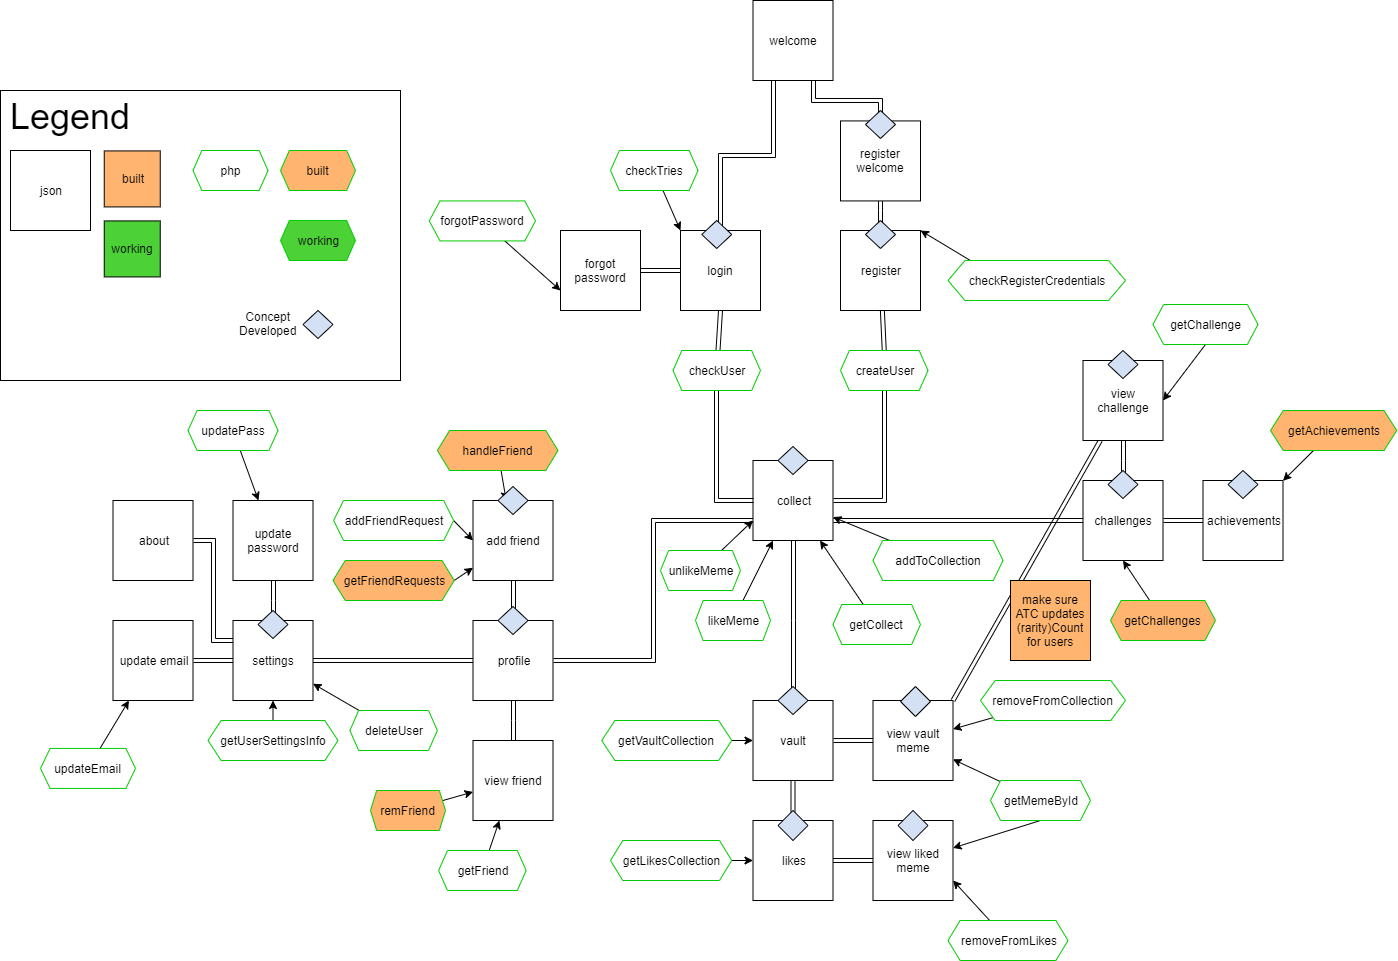 welcome
Legend
json
built
php
built
working
working
Concept
Developed
checkTries
register
welcome
forgotPassword
forgot
password
login
register
checkRegisterCredentials
getChallenge
checkUser
createUser
view
challenge
updatePass
handleFriend
getAchievements
collect
about
update
password
addFriendRequest
add friend
challenges
achievements
unlikeMeme
addToCollection
getFriendRequests
make sure
ATC updates
(rarity)Count
for users
likeMeme
getCollect
getChallenges
update email
settings
profile
removeFromCollection
getUserSettingsInfo
deleteUser
getVaultCollection
vault
view vault
meme
updateEmail
view friend
remFriend
getMemeById
getFriend
getLikesCollection
likes
view liked
meme
removeFromLikes